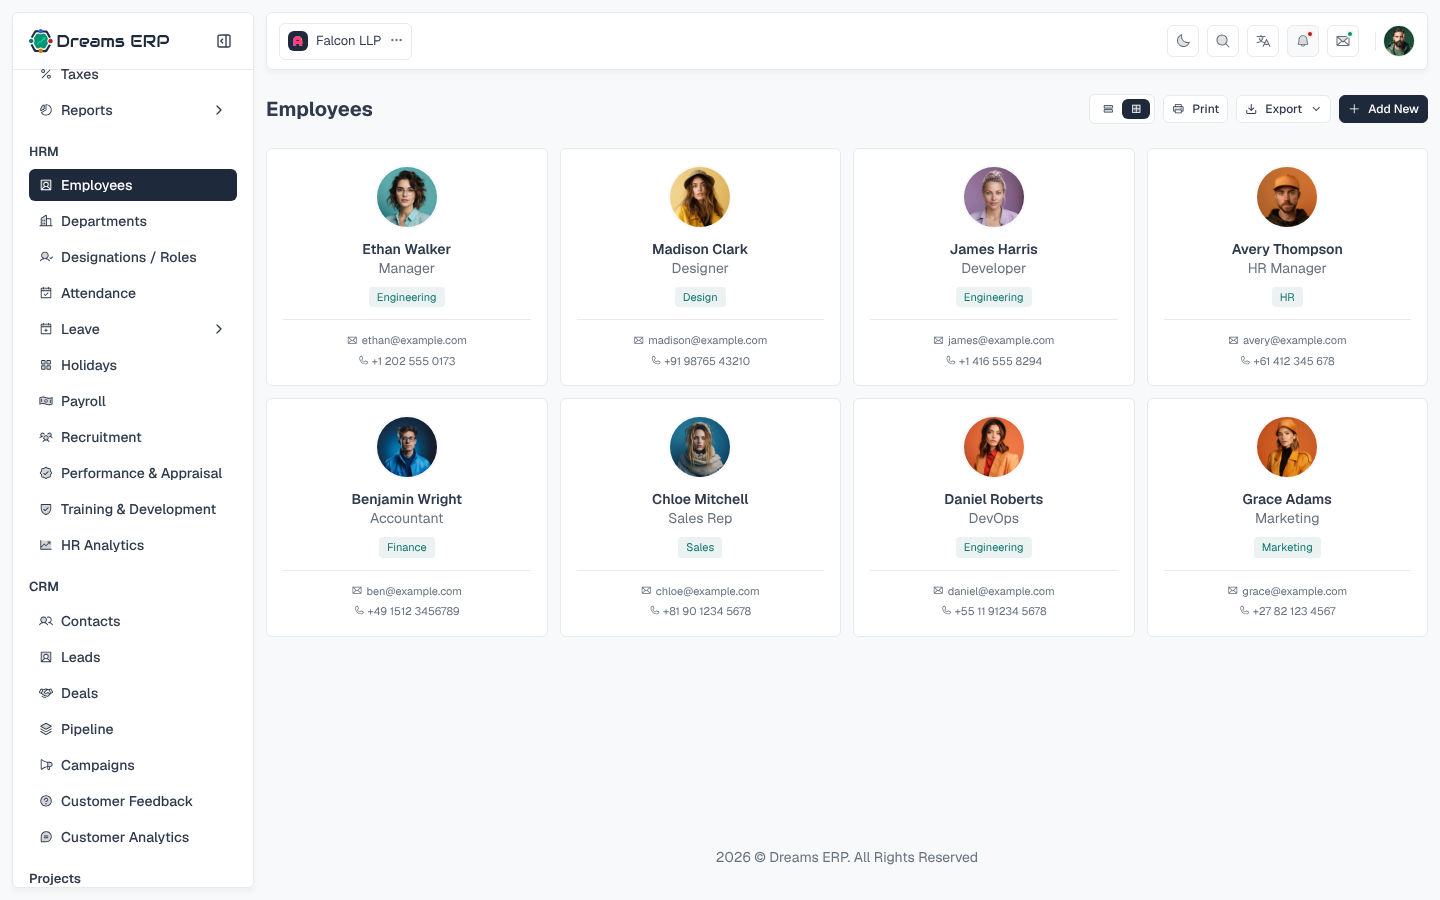 Dreams ERP
Taxes
Reports
HRM
Employees
Departments
Designations / Roles
Attendance
Leave
Holidays
Payroll
Recruitment
Performance & Appraisal
Training & Development
HR Analytics
CRM
Contacts
Leads
Deals
Pipeline
Campaigns
Customer Feedback
Customer Analytics
Projects
Falcon LLP
Employees
Print
Export
Add New
Ethan Walker
Manager
Engineering
ethan@example.com
+1 202 555 0173
Madison Clark
Designer
Design
madison@example.com
+91 98765 43210
James Harris
Developer
Engineering
james@example.com
+1 416 555 8294
Avery Thompson
HR Manager
HR
avery@example.com
+61 412 345 678
Benjamin Wright
Accountant
Finance
ben@example.com
+49 1512 3456789
Chloe Mitchell
Sales Rep
Sales
chloe@example.com
+81 90 1234 5678
Daniel Roberts
DevOps
Engineering
daniel@example.com
+55 11 91234 5678
Grace Adams
Marketing
Marketing
grace@example.com
+27 82 123 4567
2026 © Dreams ERP. All Rights Reserved